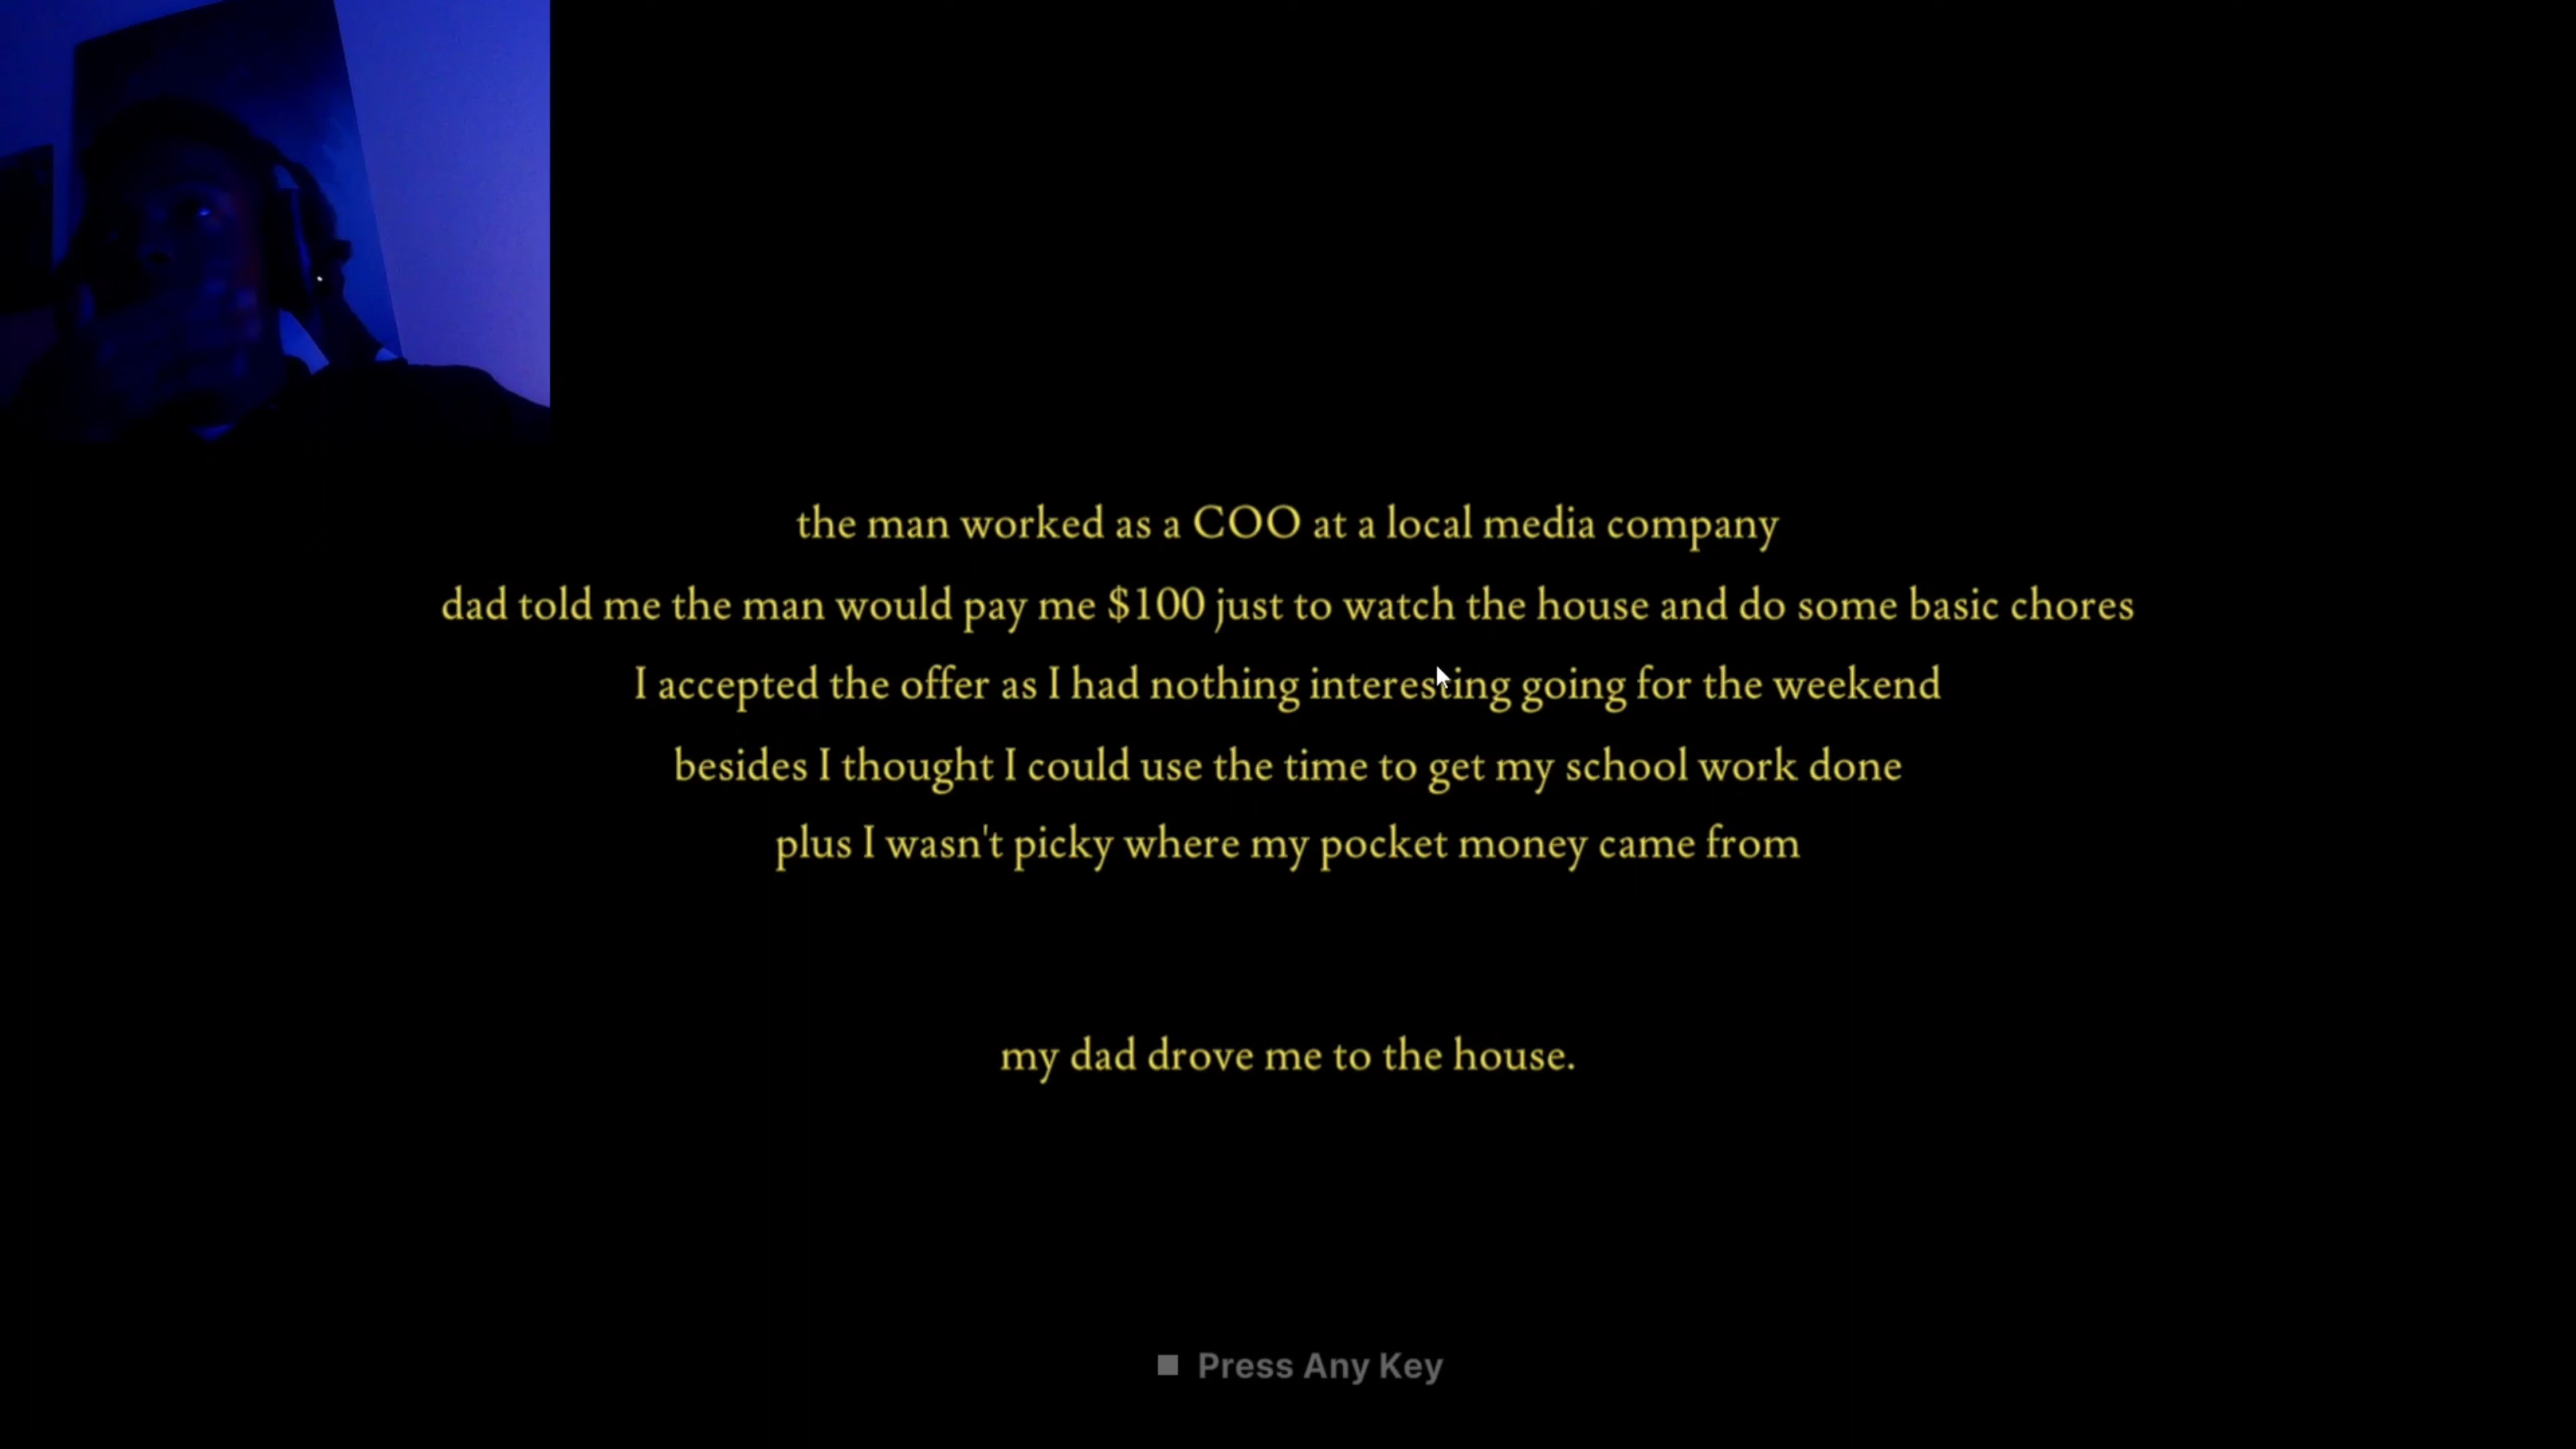 the man worked as a COO at a local media company
dad told me the man would pay me $100 just to watch the house and do some basic chores
I accepted the offer as I had nothing interesting going for the weekend
besides I thought I could use the time to get my school work done
plus I wasn't picky where my pocket money came from
my dad drove me to the house.
Press Any Key